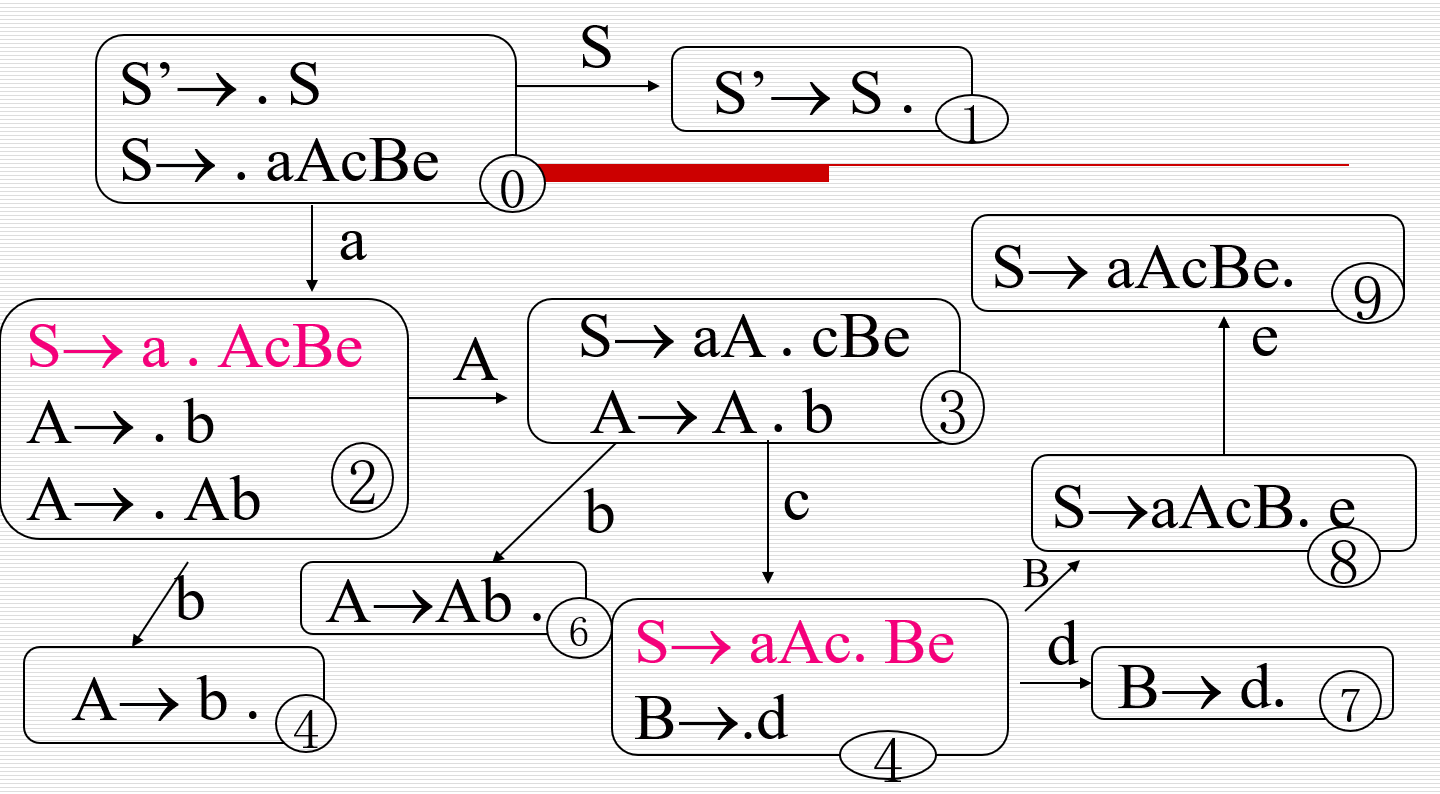 S’→ . S
S→ . aAcBe
0
S
S’→ S .
1
a
S→ aAcBe.
9
S→ a . AcBe
A→ . b
A→ . Ab
2
A
S→ aA . cBe
A→ A . b
3
e
b
c
S→aAcB. e
8
b
A→Ab .
6
B
S→ aAc. Be
B→.d
4
d
B→ d.
7
A→ b .
4